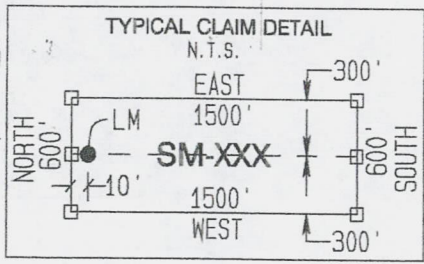 TYPICAL CLAIM DETAIL
N.T.S.
EAST
300'
1500'
LM
NORTH
600'
SM-XXX
600'
SOUTH
10'
1500'
WEST
300'